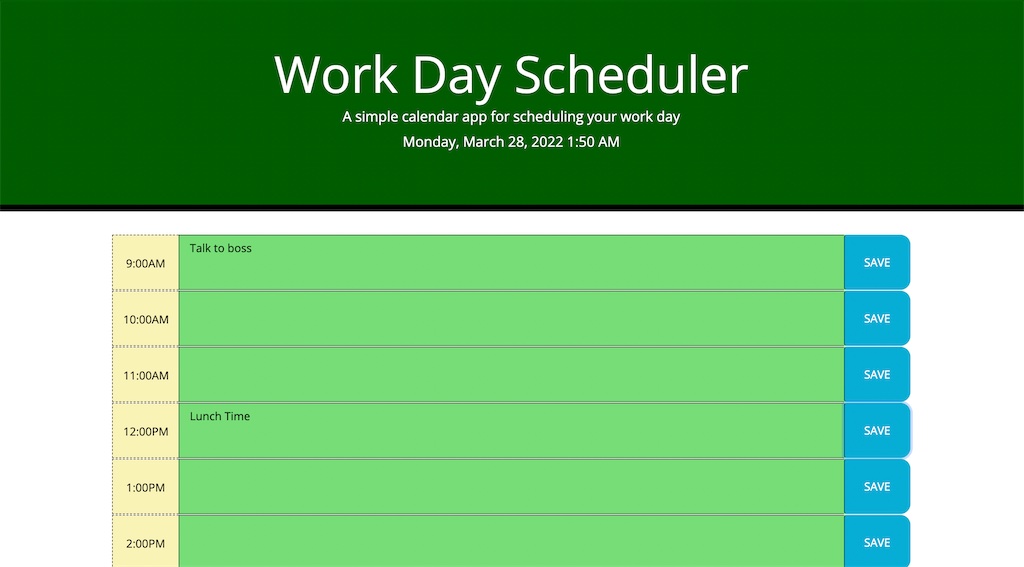 Work Day Scheduler
A simple calendar app for scheduling your work day
Monday, March 28, 2022 1:50 AM
9:00AM Talk to boss SAVE
10:00AM SAVE
11:00AM SAVE
12:00PM Lunch Time SAVE
1:00PM SAVE
2:00PM SAVE